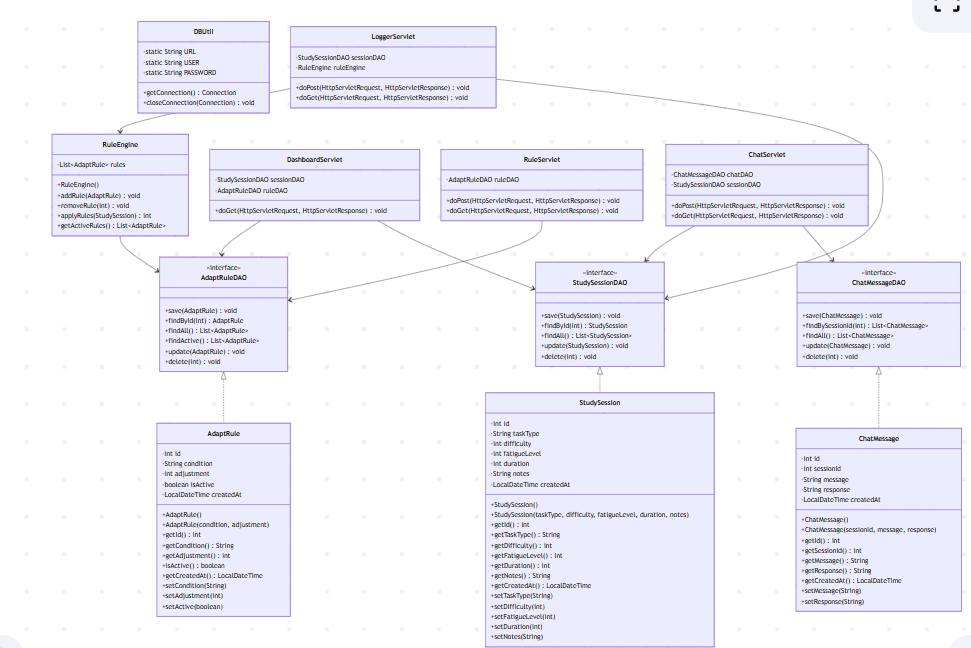 DBUtil
-static String URL
-static String USER
-static String PASSWORD
+getConnection() : Connection
+closeConnection(Connection) : void
LoggerServlet
-StudySessionDAO sessionDAO
-RuleEngine ruleEngine
+doPost(HttpServletRequest, HttpServletResponse) : void
+doGet(HttpServletRequest, HttpServletResponse) : void
RuleEngine
-List<AdaptRule> rules
+RuleEngine()
+addRule(AdaptRule) : void
+removeRule(int) : void
+applyRules(StudySession) : int
+getActiveRules() : List<AdaptRule>
DashboardServlet
-StudySessionDAO sessionDAO
-AdaptRuleDAO ruleDAO
+doGet(HttpServletRequest, HttpServletResponse) : void
RuleServlet
-AdaptRuleDAO ruleDAO
+doPost(HttpServletRequest, HttpServletResponse) : void
+doGet(HttpServletRequest, HttpServletResponse) : void
ChatServlet
-ChatMessageDAO chatDAO
-StudySessionDAO sessionDAO
+doPost(HttpServletRequest, HttpServletResponse) : void
+doGet(HttpServletRequest, HttpServletResponse) : void
«interface»
AdaptRuleDAO
+save(AdaptRule) : void
+findById(int) : AdaptRule
+findAll() : List<AdaptRule>
+findActive() : List<AdaptRule>
+update(AdaptRule) : void
+delete(int) : void
«interface»
StudySessionDAO
+save(StudySession) : void
+findById(int) : StudySession
+findAll() : List<StudySession>
+update(StudySession) : void
+delete(int) : void
«interface»
ChatMessageDAO
+save(ChatMessage) : void
+findBySessionId(int) : List<ChatMessage>
+findAll() : List<ChatMessage>
+update(ChatMessage) : void
+delete(int) : void
AdaptRule
-int id
-String condition
-int adjustment
-boolean isActive
-LocalDateTime createdAt
+AdaptRule()
+AdaptRule(condition, adjustment)
+getId() : int
+getCondition() : String
+getAdjustment() : int
+isActive() : boolean
+getCreatedAt() : LocalDateTime
+setCondition(String)
+setAdjustment(int)
+setActive(boolean)
StudySession
-int id
-String taskType
-int difficulty
-int fatigueLevel
-int duration
-String notes
-LocalDateTime createdAt
+StudySession()
+StudySession(taskType, difficulty, fatigueLevel, duration, notes)
+getId() : int
+getTaskType() : String
+getDifficulty() : int
+getFatigueLevel() : int
+getDuration() : int
+getNotes() : String
+getCreatedAt() : LocalDateTime
+setTaskType(String)
+setDifficulty(int)
+setFatigueLevel(int)
+setDuration(int)
+setNotes(String)
ChatMessage
-int id
-int sessionId
-String message
-String response
-LocalDateTime createdAt
+ChatMessage()
+ChatMessage(sessionId, message, response)
+getId() : int
+getSessionId() : int
+getMessage() : String
+getResponse() : String
+getCreatedAt() : LocalDateTime
+setMessage(String)
+setResponse(String)